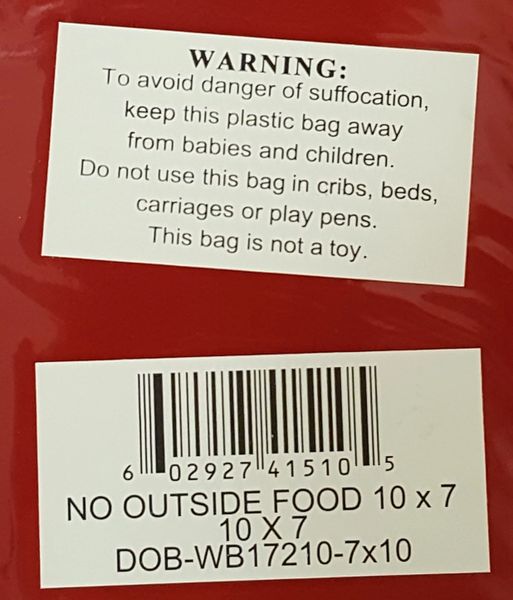 WARNING:
To avoid danger of suffocation,
keep this plastic bag away
from babies and children.
Do not use this bag in cribs, beds,
carriages or play pens.
This bag is not a toy.
6 02927 41510 5
NO OUTSIDE FOOD 10 x 7
10 X 7
DOB-WB17210-7x10